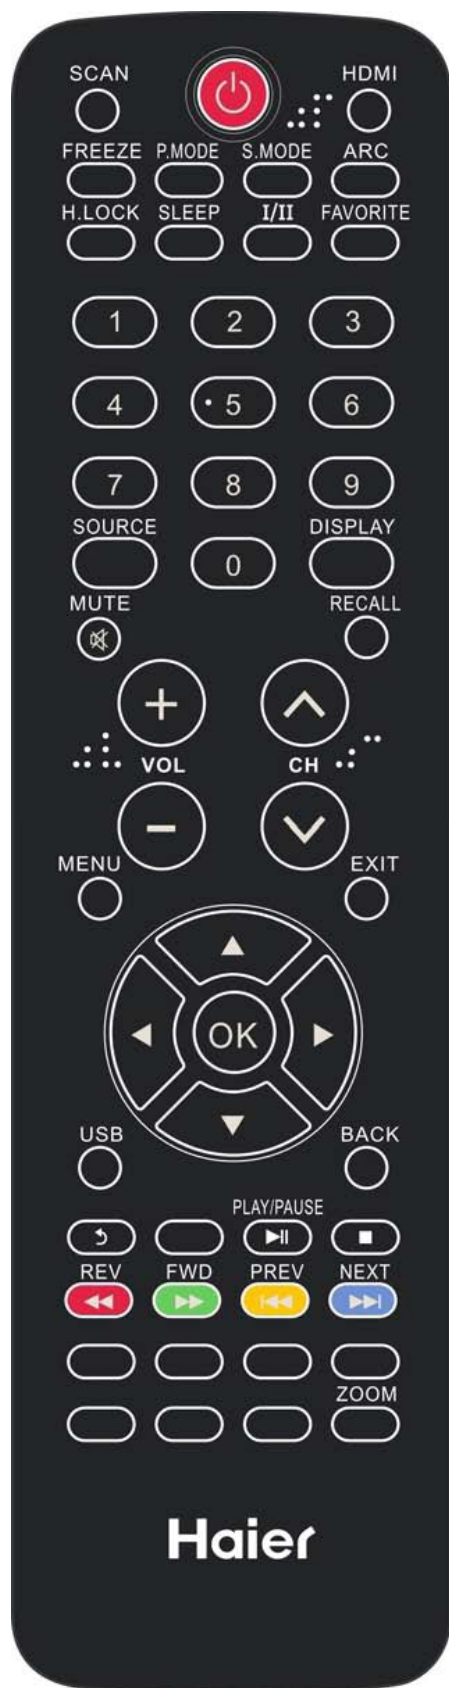 SCAN HDMI
FREEZE P.MODE S.MODE ARC
H.LOCK SLEEP I/II FAVORITE
1 2 3
4 5 6
7 8 9
SOURCE DISPLAY
0
MUTE RECALL
VOL CH
MENU EXIT
OK
USB BACK
PLAY/PAUSE
REV FWD PREV NEXT
ZOOM
Haier